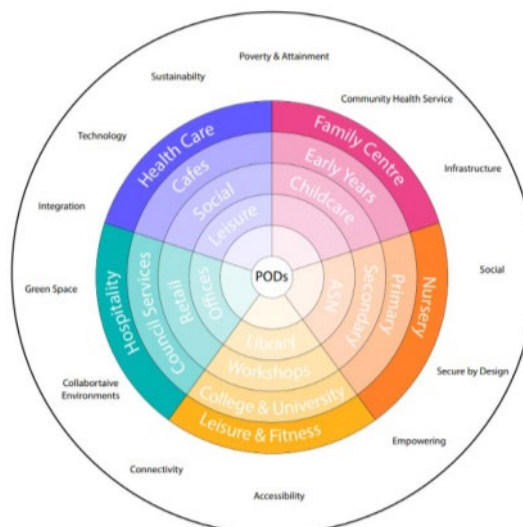 Poverty & Attainment
Sustainabilty
Community Health Service
Technology
Infrastructure
Integration
Social
Green Space
Secure by Design
Collabortaive
Environments
Empowering
Connectivity
Accessibility
Health Care
Cafes
Social
Leisure
Family Centre
Early Years
Childcare
Nursery
Primary
Secondary
ASN
Leisure & Fitness
College & University
Workshops
Library
Hospitality
Council Services
Retail
Offices
PODs